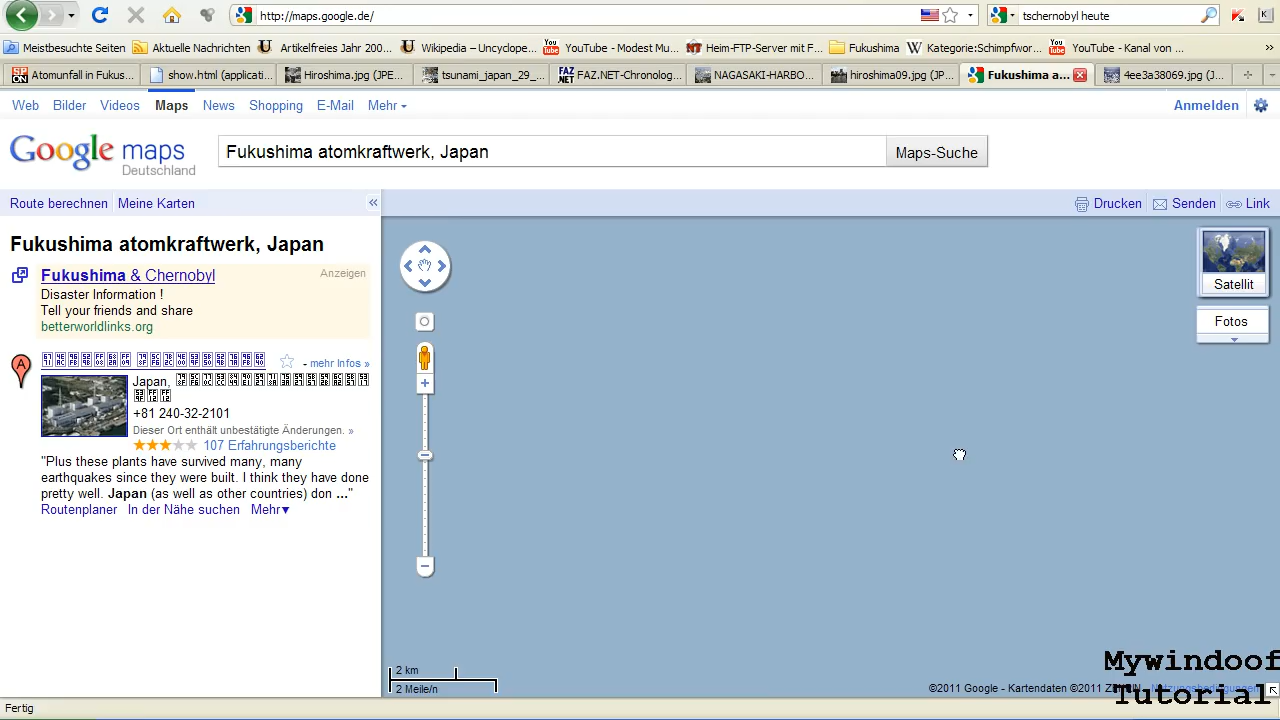 http://maps.google.de/
tschernobyl heute
Meistbesuchte Seiten
Aktuelle Nachrichten
Artikelfreies Jahr 200...
Wikipedia – Uncyclope...
YouTube - Modest Mu...
Heim-FTP-Server mit F...
Fukushima
Kategorie:Schimpfwor...
YouTube - Kanal von ...
Atomunfall in Fukus...
show.html (applicati...
Hiroshima.jpg (JPE...
tsunami_japan_29_...
FAZ.NET-Chronolog...
NAGASAKI-HARBO...
hiroshima09.jpg (JP...
Fukushima a...
4ee3a38069.jpg (J...
Web Bilder Videos Maps News Shopping E-Mail Mehr
Anmelden
Google maps
Deutschland
Fukushima atomkraftwerk, Japan
Maps-Suche
Route berechnen Meine Karten «
Drucken Senden Link
Fukushima atomkraftwerk, Japan
Fukushima & Chernobyl
Anzeigen
Disaster Information !
Tell your friends and share
betterworldlinks.org
A
- mehr Infos »
Japan,
+81 240-32-2101
Dieser Ort enthält unbestätigte Änderungen. »
107 Erfahrungsberichte
"Plus these plants have survived many, many
earthquakes since they were built. I think they have done
pretty well. Japan (as well as other countries) don ..."
Routenplaner In der Nähe suchen Mehr▼
Satellit
Fotos
2 km
2 Meile/n
©2011 Google - Kartendaten ©2011
Mywindoof
Tutorial
Fertig